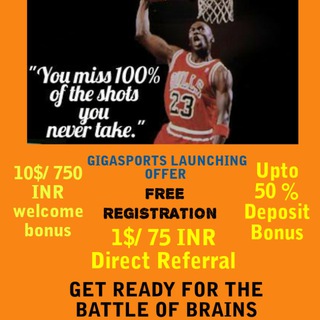 "You miss 100%
of the shots
you
never take."
BULLS
23
GIGASPORTS LAUNCHING
OFFER
10$/ 750
INR
welcome
bonus
FREE
REGISTRATION
1$/ 75 INR
Direct Referral
Upto
50 %
Deposit
Bonus
GET READY FOR THE
BATTLE OF BRAINS